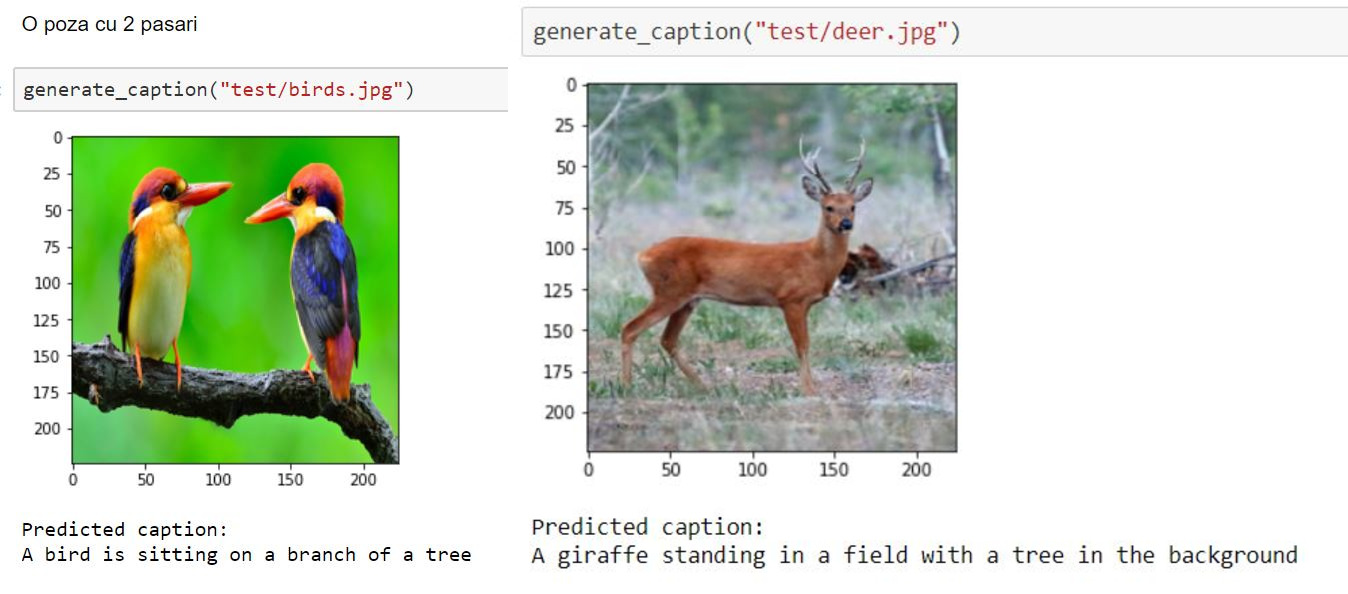 O poza cu 2 pasari
generate_caption("test/birds.jpg")
0
25
50
75
100
125
150
175
200
0 50 100 150 200
Predicted caption:
A bird is sitting on a branch of a tree
generate_caption("test/deer.jpg")
0
25
50
75
100
125
150
175
200
0 50 100 150 200
Predicted caption:
A giraffe standing in a field with a tree in the background